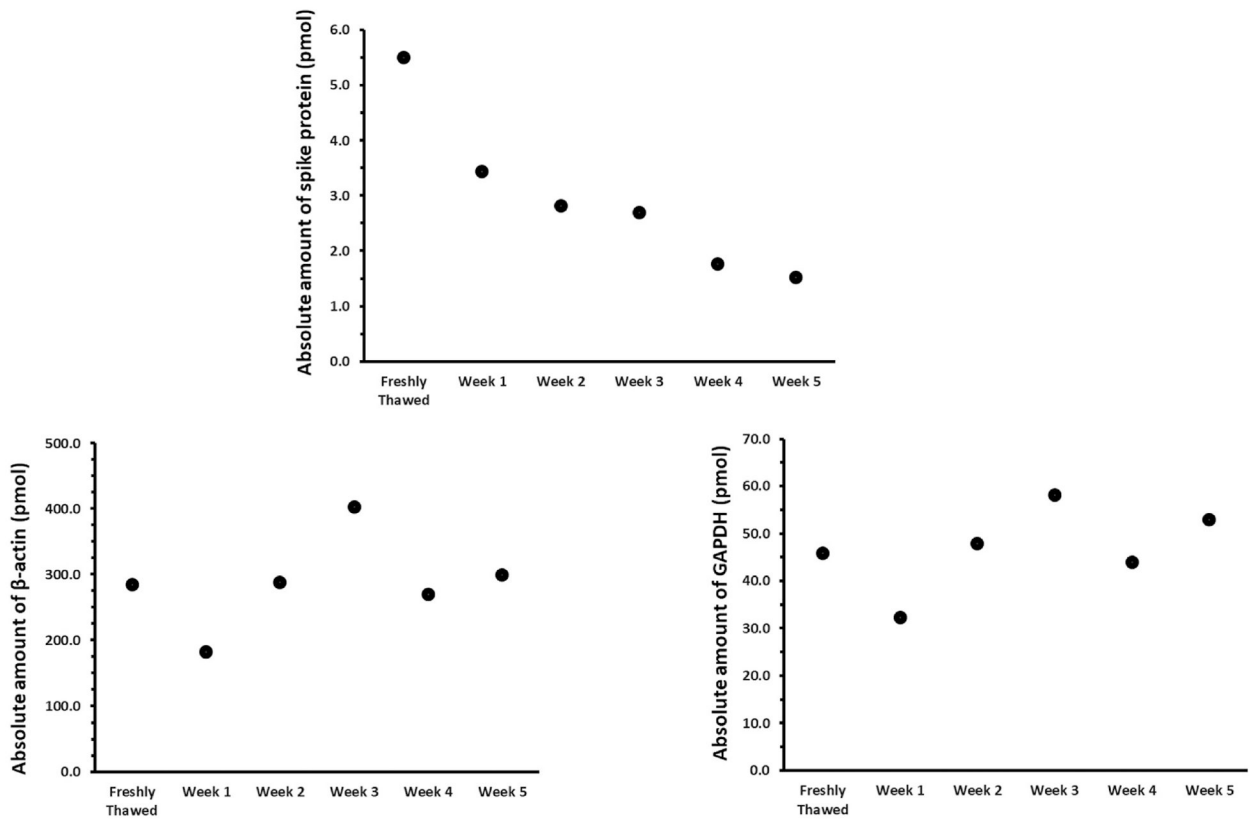 Absolute amount of spike protein (pmol)
6.0
5.0
4.0
3.0
2.0
1.0
0.0
Freshly Thawed
Week 1
Week 2
Week 3
Week 4
Week 5
Absolute amount of β-actin (pmol)
500.0
400.0
300.0
200.0
100.0
0.0
Freshly Thawed
Week 1
Week 2
Week 3
Week 4
Week 5
Absolute amount of GAPDH (pmol)
70.0
60.0
50.0
40.0
30.0
20.0
10.0
0.0
Freshly Thawed
Week 1
Week 2
Week 3
Week 4
Week 5